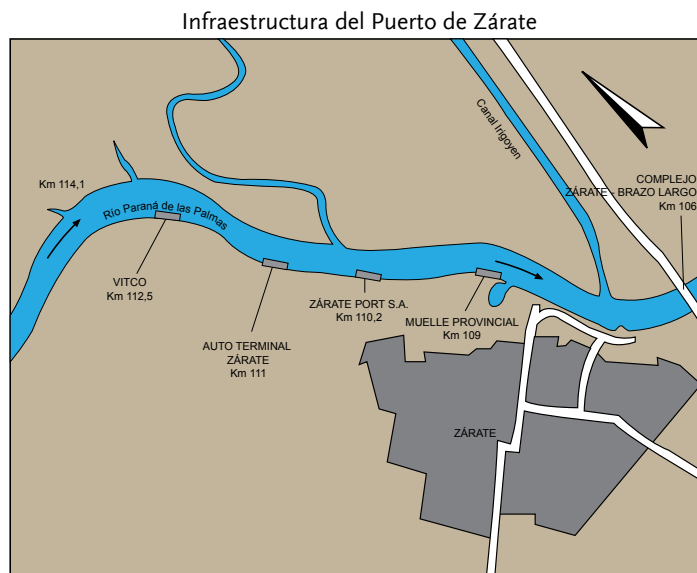 Infraestructura del Puerto de Zárate
Canal Irigoyen
COMPLEJO
ZÁRATE - BRAZO LARGO
Km 106
Km 114,1
Río Paraná de las Palmas
VITCO
Km 112,5
ZÁRATE PORT S.A.
Km 110,2
MUELLE PROVINCIAL
Km 109
AUTO TERMINAL
ZÁRATE
Km 111
ZÁRATE